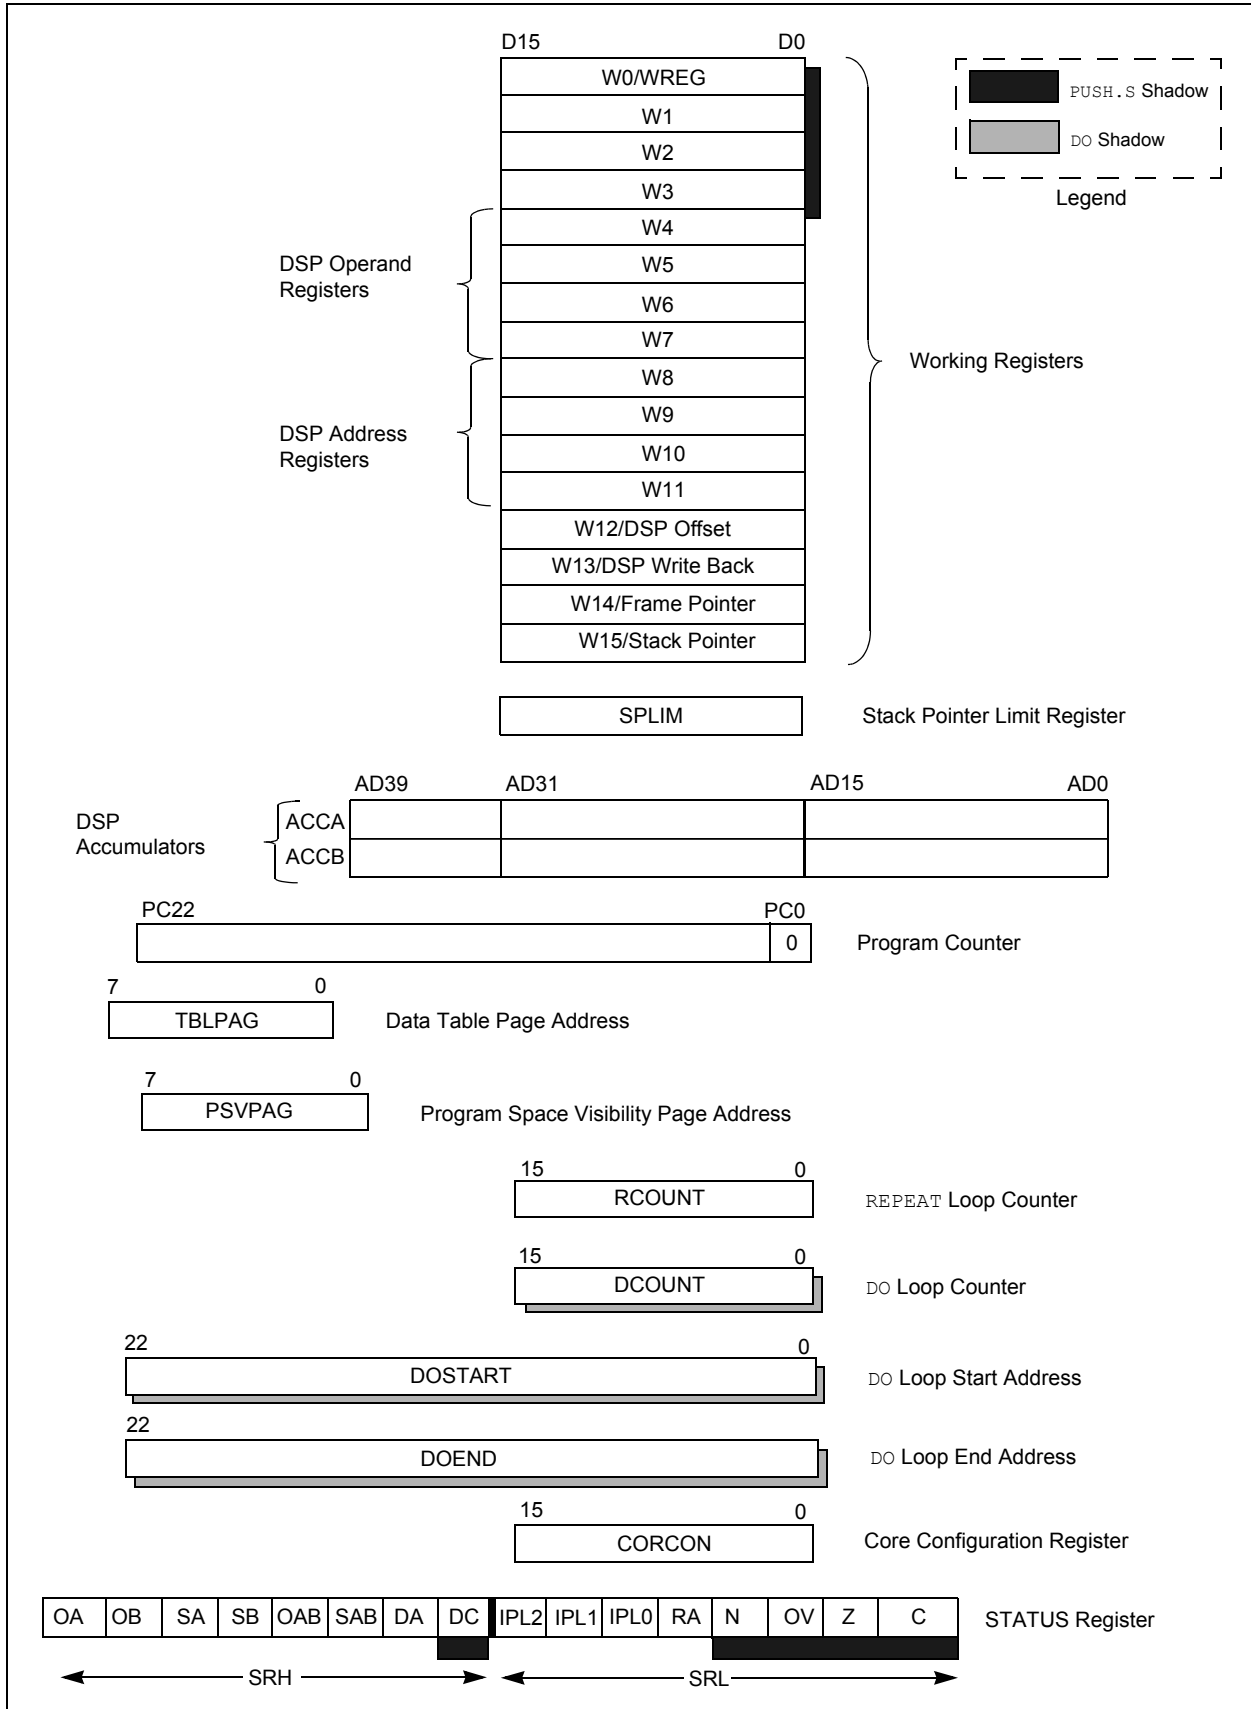 D15 D0
W0/WREG
PUSH.S Shadow
W1
DO Shadow
W2
W3
Legend
W4
DSP Operand
Registers
W5
W6
W7
Working Registers
W8
W9
DSP Address
Registers
W10
W11
W12/DSP Offset
W13/DSP Write Back
W14/Frame Pointer
W15/Stack Pointer
SPLIM Stack Pointer Limit Register
AD39 AD31 AD15 AD0
DSP
Accumulators
ACCA
ACCB
PC22 PC0
0 Program Counter
7 0
TBLPAG Data Table Page Address
7 0
PSVPAG Program Space Visibility Page Address
15 0
RCOUNT REPEAT Loop Counter
15 0
DCOUNT DO Loop Counter
22 0
DOSTART DO Loop Start Address
22
DOEND DO Loop End Address
15 0
CORCON Core Configuration Register
OA OB SA SB OAB SAB DA DC IPL2 IPL1 IPL0 RA N OV Z C STATUS Register
SRH SRL